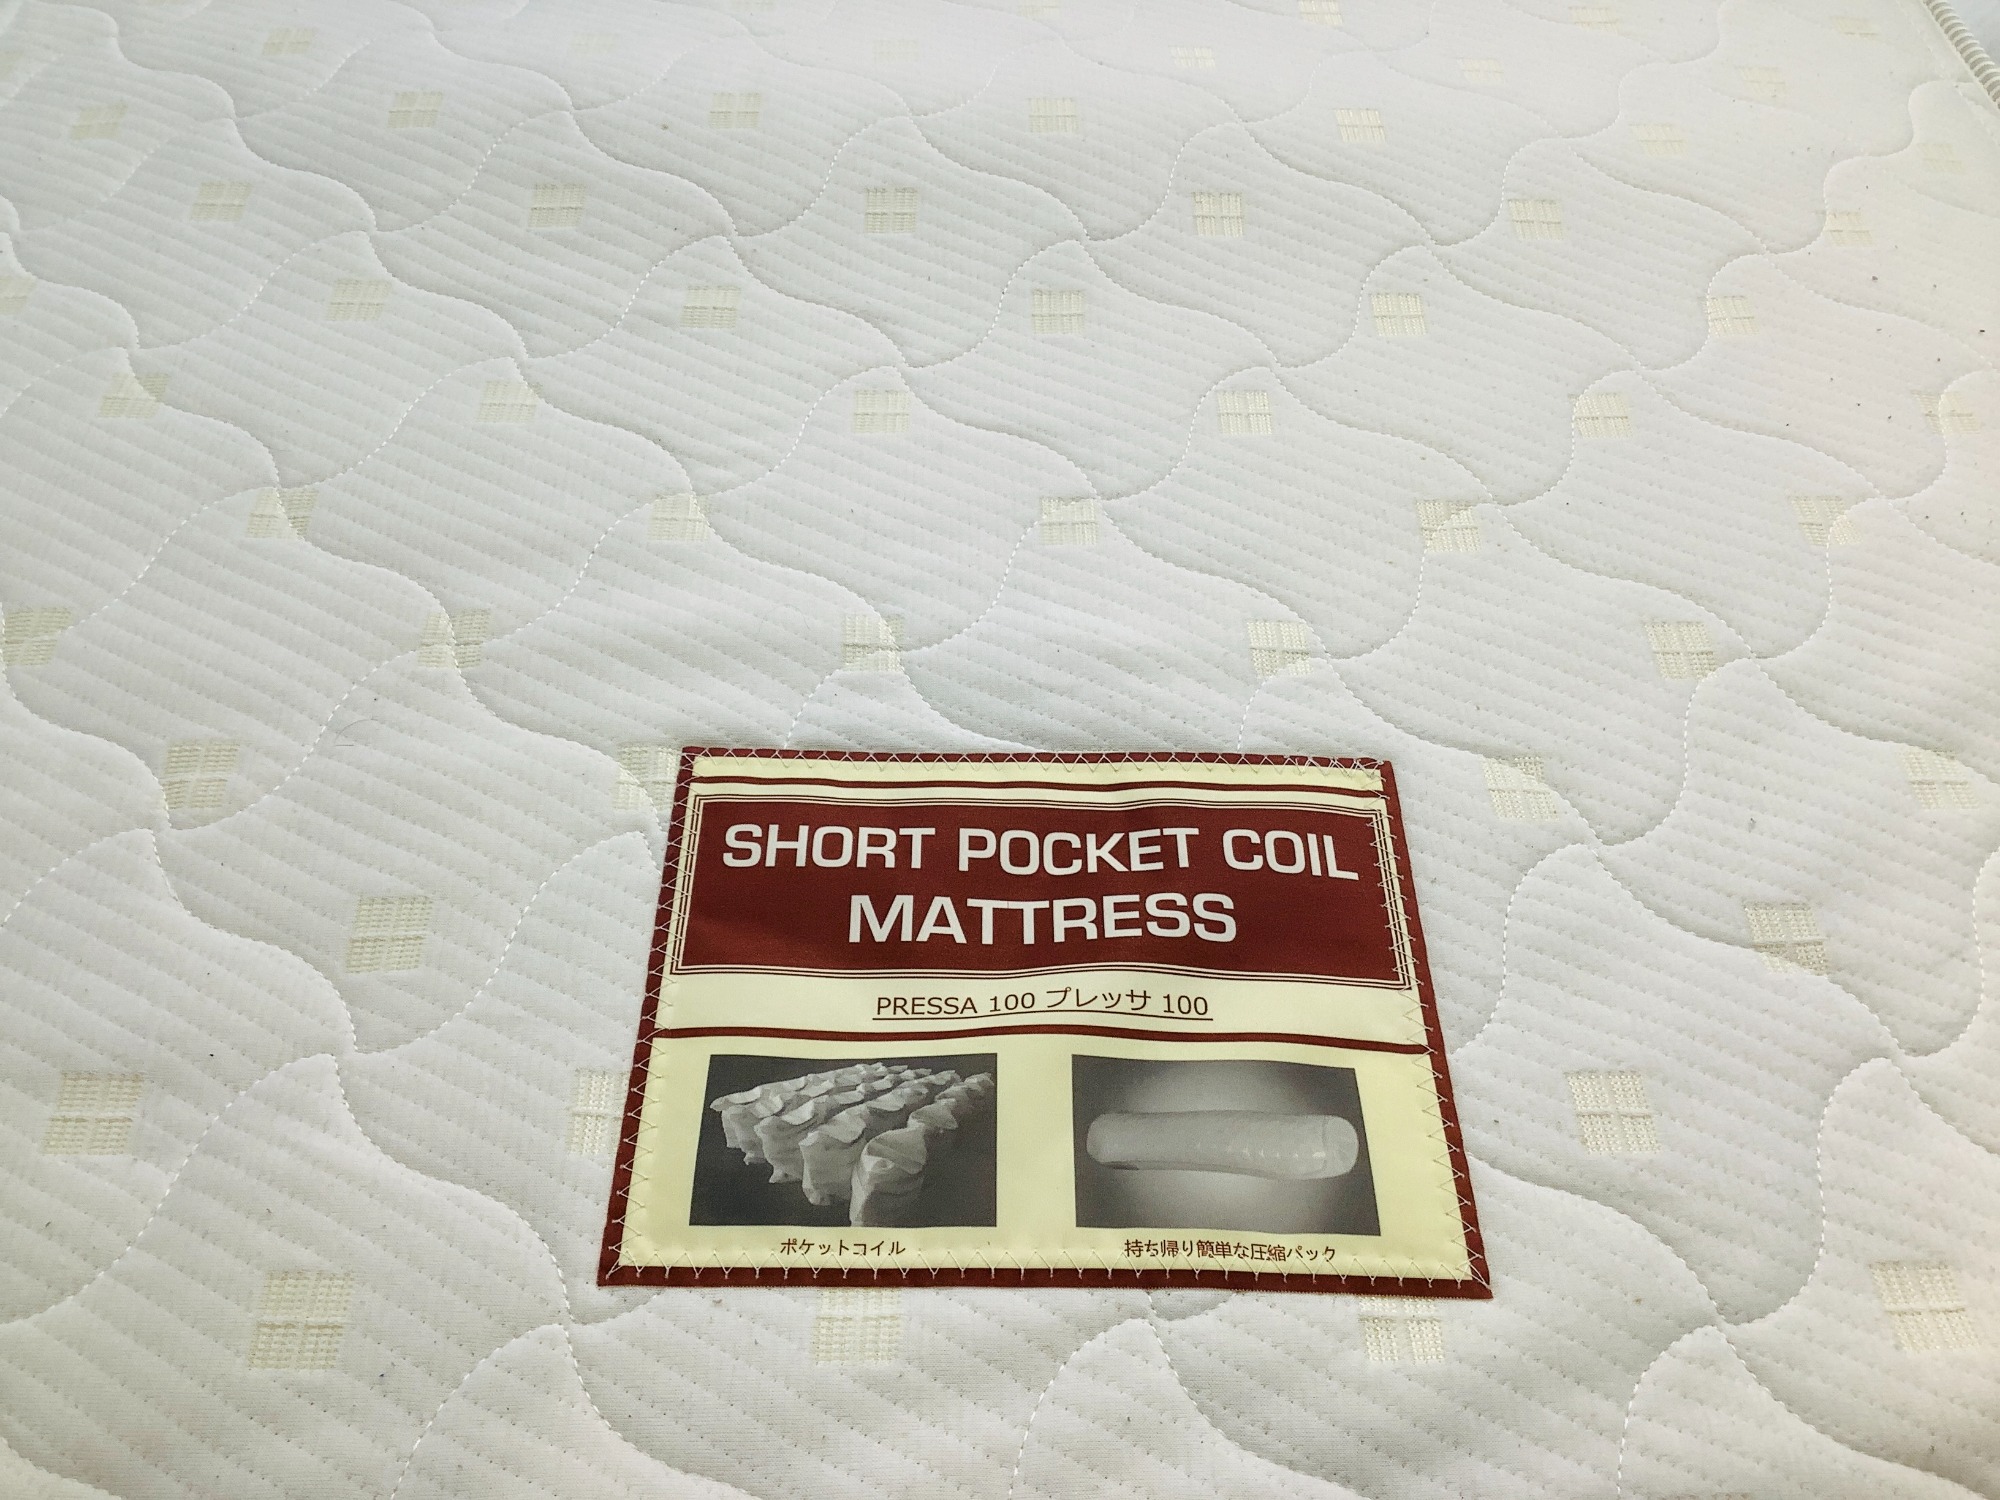 SHORT POCKET COIL
MATTRESS
PRESSA 100 プレッサ 100
ポケットコイル
持ち帰り簡単な圧縮パック